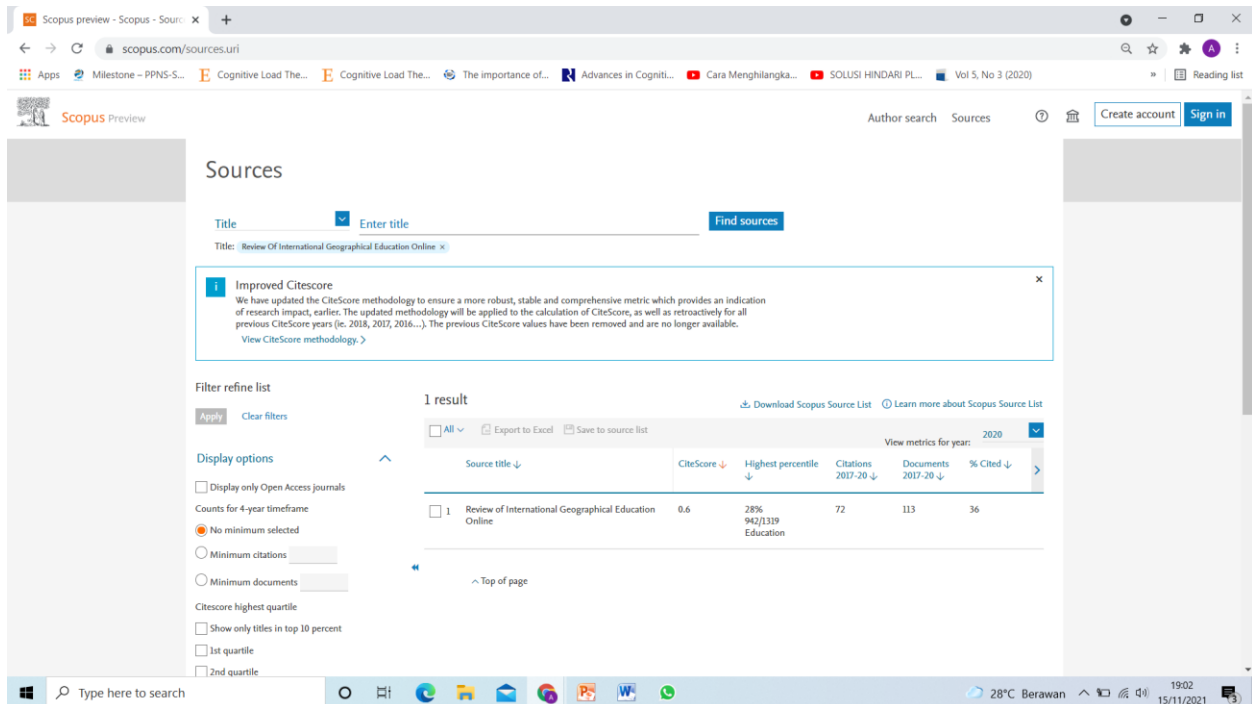 SC Scopus preview - Scopus - Sourc
scopus.com/sources.uri
A
Apps Milestone – PPNS-S... Cognitive Load The... Cognitive Load The... The importance of... Advances in Cogniti... Cara Menghilangka... SOLUSI HINDARI PL... Vol 5, No 3 (2020) » Reading list
Scopus Preview
Author search Sources
Create account Sign in
Sources
Title Enter title Find sources
Title: Review Of International Geographical Education Online ×
Improved Citescore
We have updated the CiteScore methodology to ensure a more robust, stable and comprehensive metric which provides an indication
of research impact, earlier. The updated methodology will be applied to the calculation of CiteScore, as well as retroactively for all
previous CiteScore years (ie. 2018, 2017, 2016...). The previous CiteScore values have been removed and are no longer available.
View CiteScore methodology. >
Filter refine list
Apply Clear filters
Display options
Display only Open Access journals
Counts for 4-year timeframe
No minimum selected
Minimum citations
Minimum documents
Citescore highest quartile
Show only titles in top 10 percent
1st quartile
2nd quartile
1 result
Download Scopus Source List Learn more about Scopus Source List
All Export to Excel Save to source list
View metrics for year: 2020
Source title ↓ CiteScore ↓ Highest percentile ↓ Citations 2017-20 ↓ Documents 2017-20 ↓ % Cited ↓
1 Review of International Geographical Education 0.6 28% 72 113 36
Online 942/1319
Education
Top of page
Type here to search
28°C Berawan
19:02
15/11/2021
3